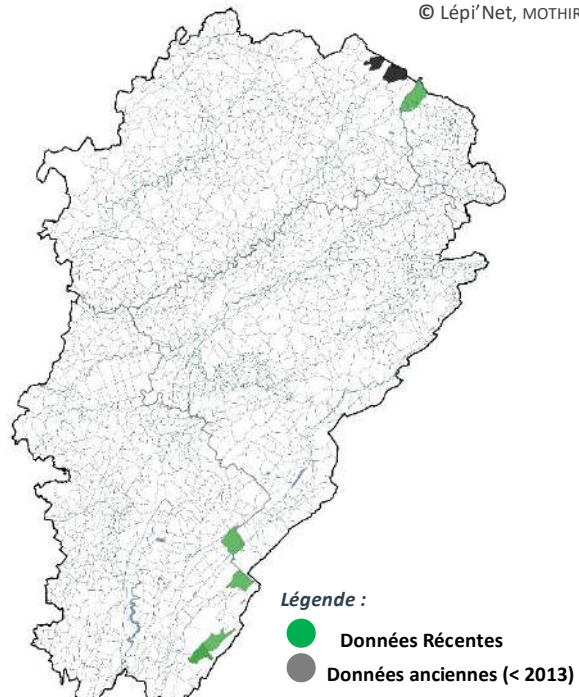 © Lépi'Net, MOTHIR
Légende :
Données Récentes
Données anciennes (< 2013)